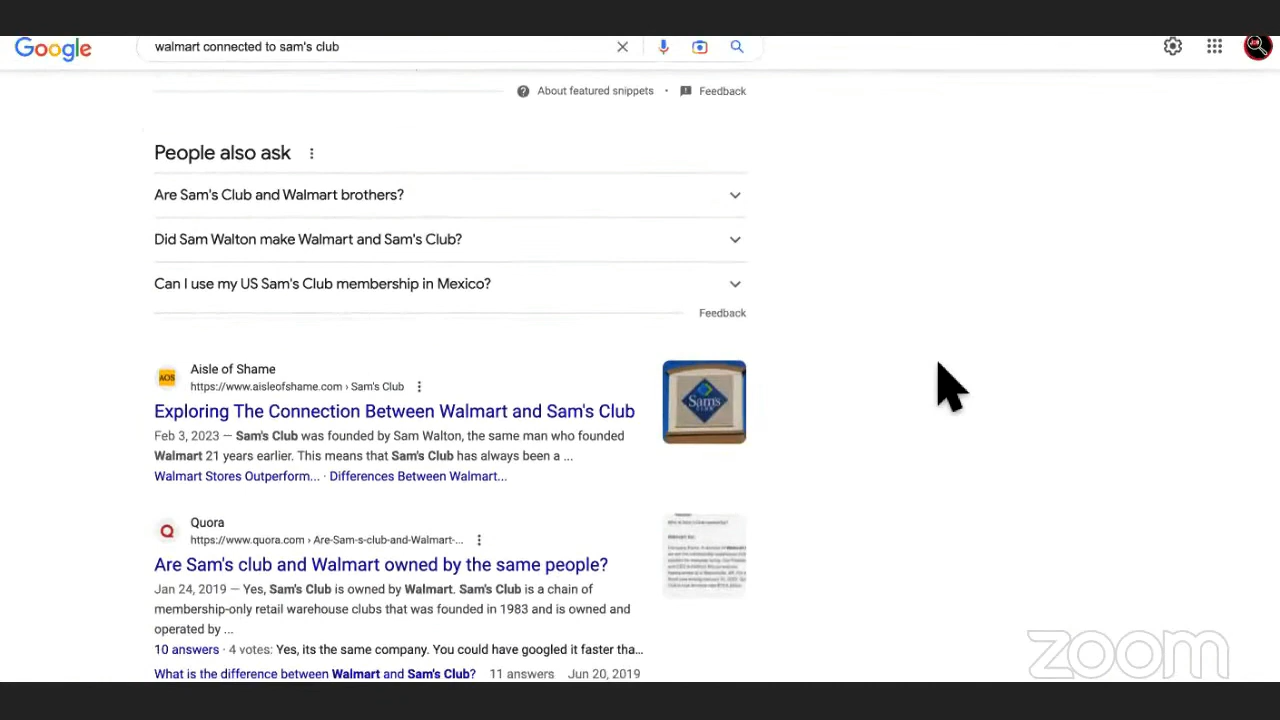 Google
walmart connected to sam's club
About featured snippets • Feedback
People also ask
Are Sam's Club and Walmart brothers?
Did Sam Walton make Walmart and Sam's Club?
Can I use my US Sam's Club membership in Mexico?
Feedback
AOS
Aisle of Shame
https://www.aisleofshame.com › Sam's Club
Exploring The Connection Between Walmart and Sam's Club
Feb 3, 2023 — Sam's Club was founded by Sam Walton, the same man who founded
Walmart 21 years earlier. This means that Sam's Club has always been a ...
Walmart Stores Outperform... · Differences Between Walmart...
Sam's
CLUB
Quora
https://www.quora.com › Are-Sam-s-club-and-Walmart-...
Are Sam's club and Walmart owned by the same people?
Jan 24, 2019 — Yes, Sam's Club is owned by Walmart. Sam's Club is a chain of
membership-only retail warehouse clubs that was founded in 1983 and is owned and
operated by ...
10 answers · 4 votes: Yes, its the same company. You could have googled it faster tha...
What is the difference between Walmart and Sam's Club? 11 answers Jun 20, 2019
zoom